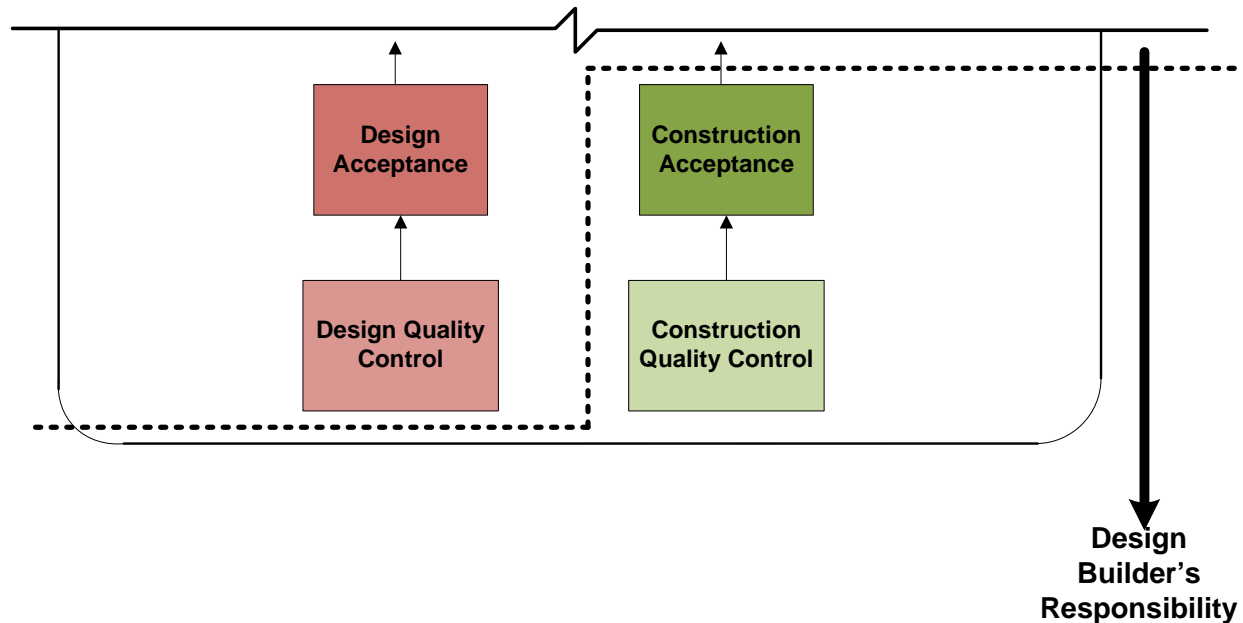 Design
Acceptance
Construction
Acceptance
Design Quality
Control
Construction
Quality Control
Design
Builder’s
Responsibility